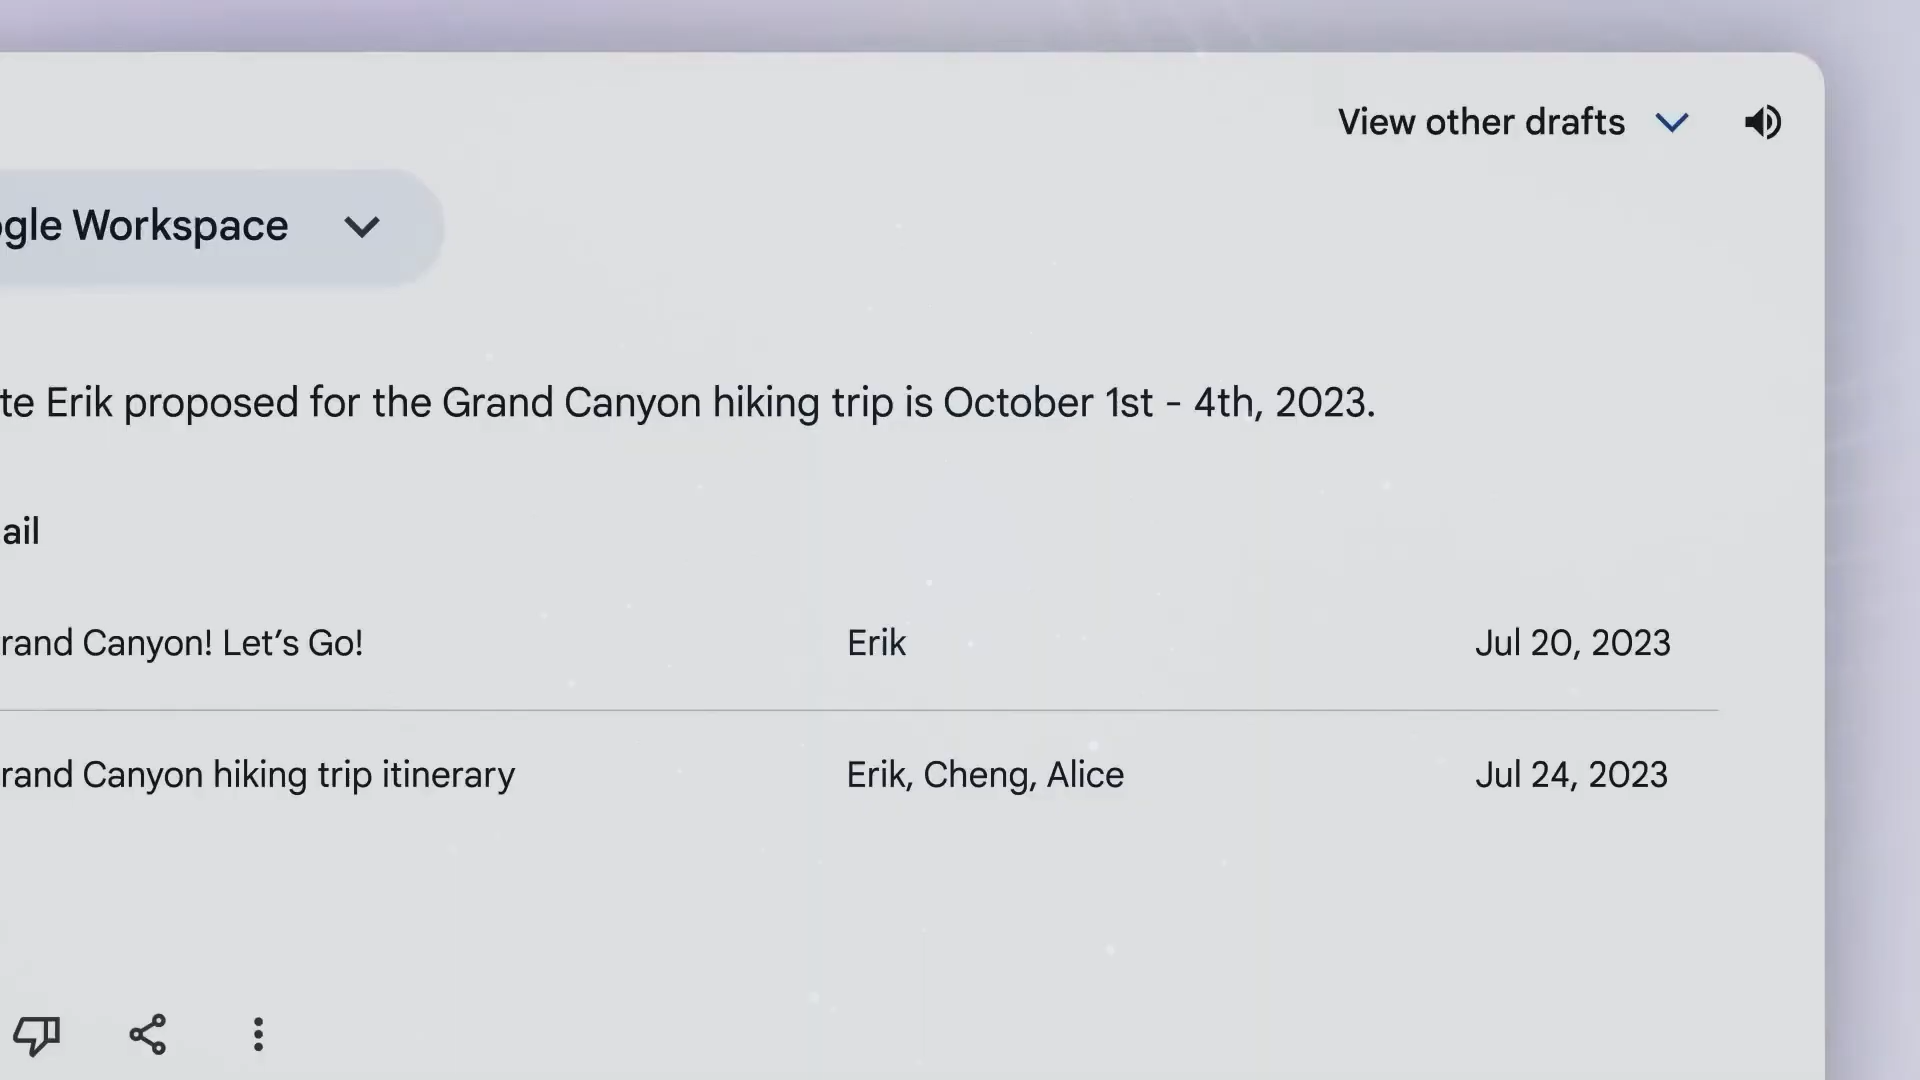 View other drafts
ogle Workspace
te Erik proposed for the Grand Canyon hiking trip is October 1st - 4th, 2023.
ail
rand Canyon! Let’s Go! Erik Jul 20, 2023
rand Canyon hiking trip itinerary Erik, Cheng, Alice Jul 24, 2023